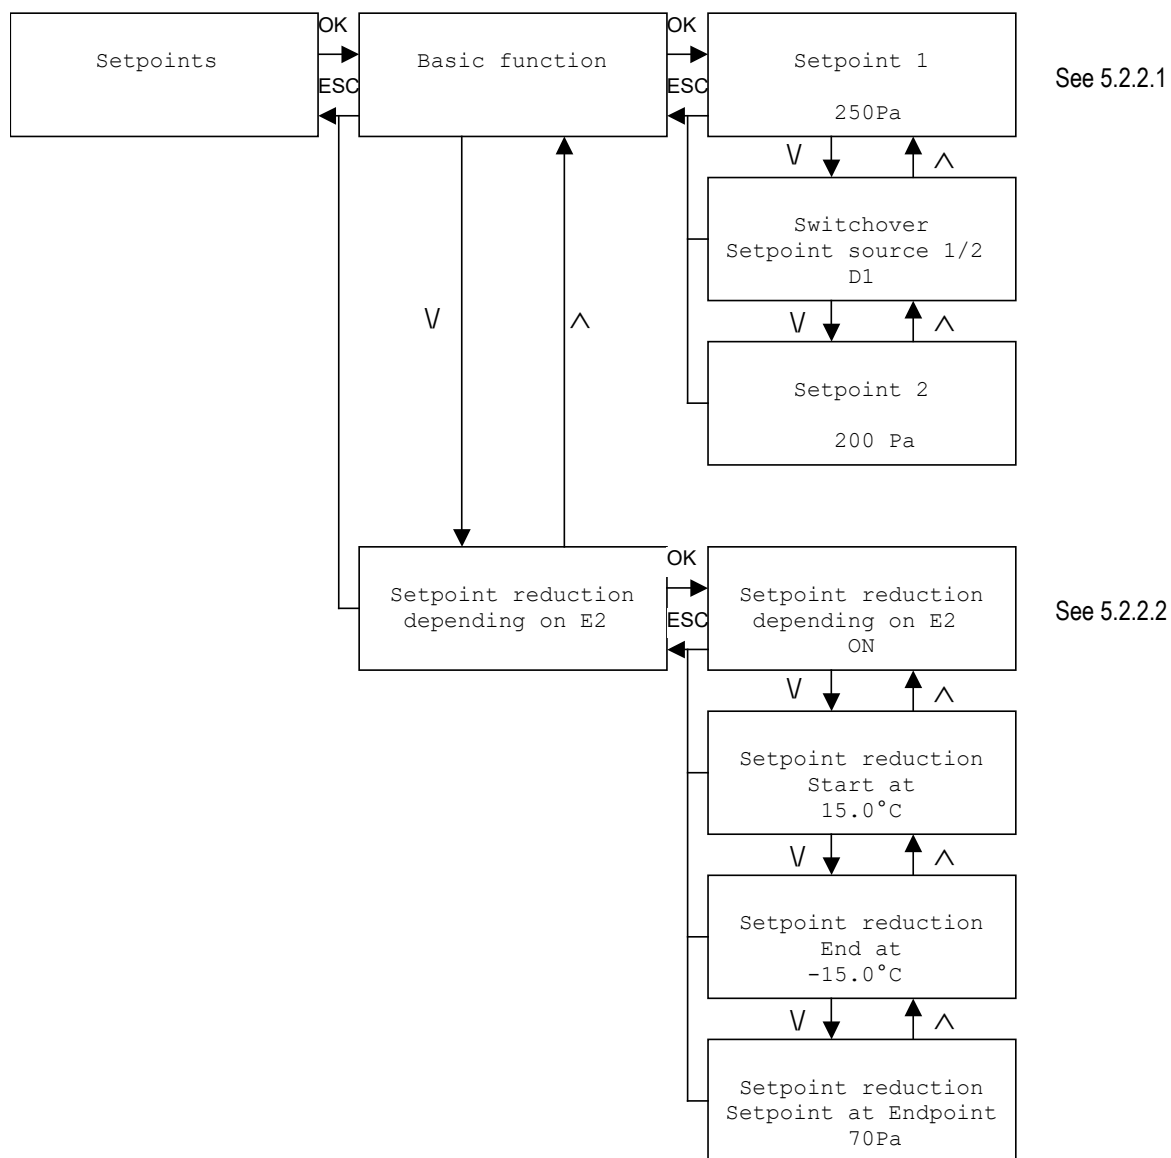 OK
OK
Setpoints
Basic function
Setpoint 1
See 5.2.2.1
ESC
ESC
250Pa
\/
/\
Switchover
Setpoint source 1/2
D1
\/
/\
\/
/\
Setpoint 2
200 Pa
OK
Setpoint reduction
depending on E2
Setpoint reduction
depending on E2
ON
See 5.2.2.2
ESC
\/
/\
Setpoint reduction
Start at
15.0°C
\/
/\
Setpoint reduction
End at
-15.0°C
\/
/\
Setpoint reduction
Setpoint at Endpoint
70Pa